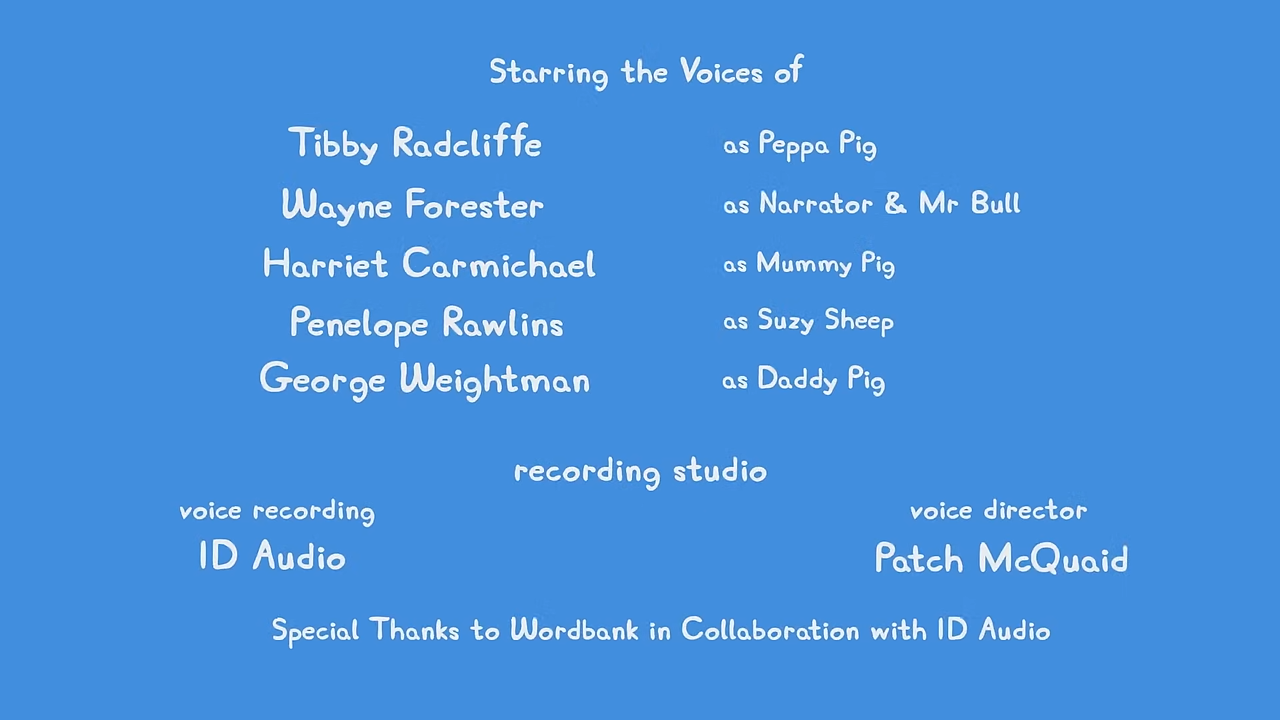 Starring the Voices of
Tibby Radcliffe as Peppa Pig
Wayne Forester as Narrator & Mr Bull
Harriet Carmichael as Mummy Pig
Penelope Rawlins as Suzy Sheep
George Weightman as Daddy Pig
recording studio
voice recording voice director
ID Audio Patch McQuaid
Special Thanks to Wordbank in Collaboration with ID Audio